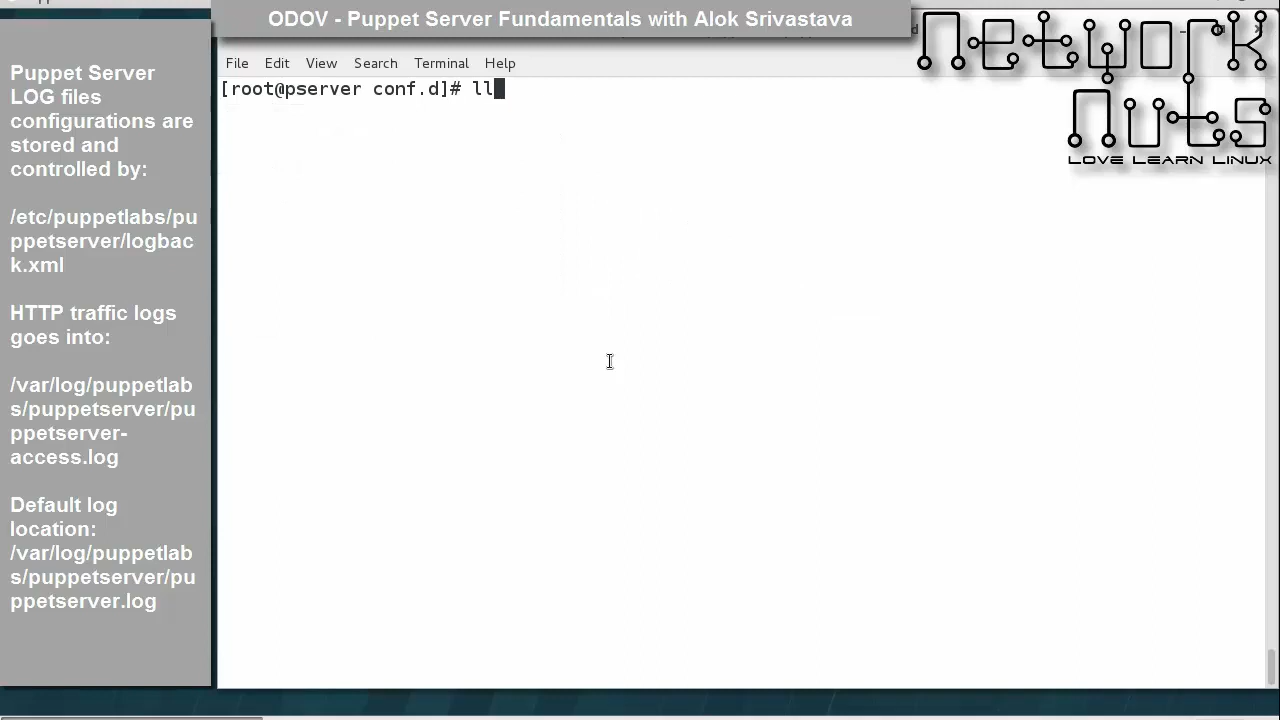 ODOV - Puppet Server Fundamentals with Alok Srivastava
NetwOrk
Nuts
LOVE LEARN LINUX
File Edit View Search Terminal Help
[root@pserver conf.d]# ll
Puppet Server
LOG files
configurations are
stored and
controlled by:
/etc/puppetlabs/pu
ppetserver/logbac
k.xml
HTTP traffic logs
goes into:
/var/log/puppetlab
s/puppetserver/pu
ppetserver-
access.log
Default log
location:
/var/log/puppetlab
s/puppetserver/pu
ppetserver.log